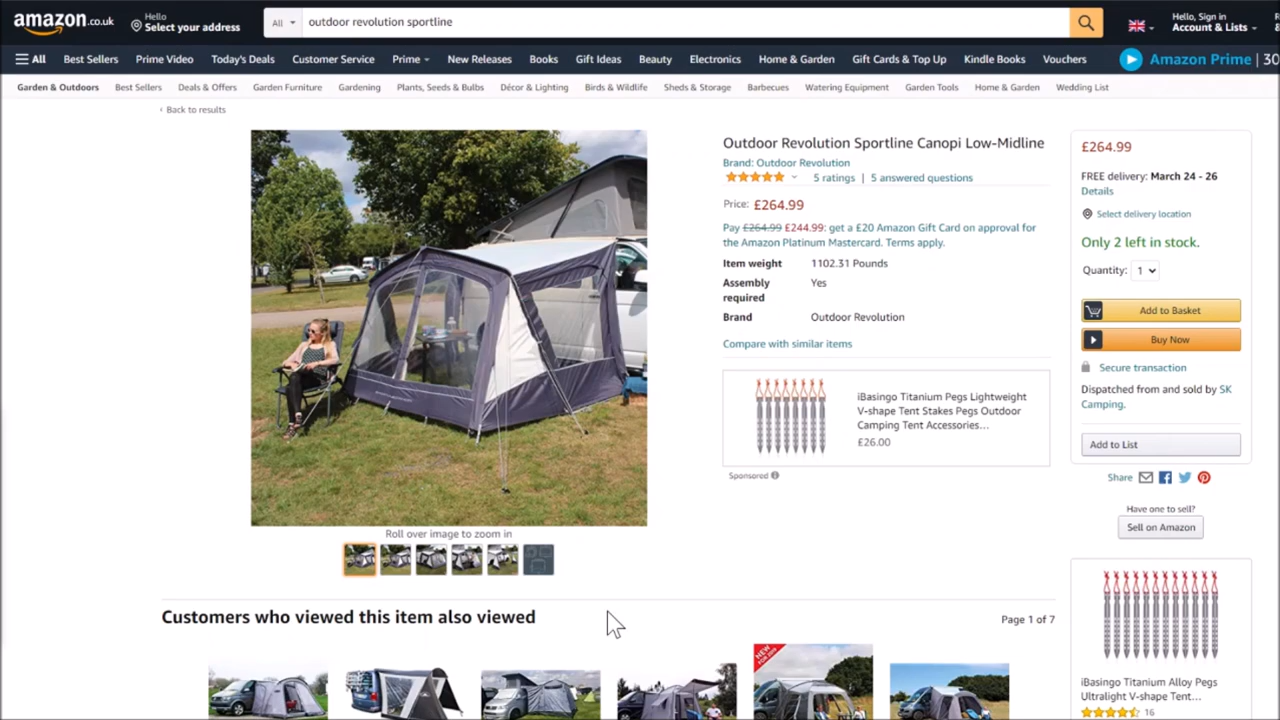 amazon.co.uk
Hello
Select your address
All
outdoor revolution sportline
Hello, Sign in
Account & Lists
All
Best Sellers
Prime Video
Today's Deals
Customer Service
Prime
New Releases
Books
Gift Ideas
Beauty
Electronics
Home & Garden
Gift Cards & Top Up
Kindle Books
Vouchers
Amazon Prime | 30
Garden & Outdoors
Best Sellers
Deals & Offers
Garden Furniture
Gardening
Plants, Seeds & Bulbs
Décor & Lighting
Birds & Wildlife
Sheds & Storage
Barbecues
Watering Equipment
Garden Tools
Home & Garden
Wedding List
‹ Back to results
Outdoor Revolution Sportline Canopi Low-Midline
Brand: Outdoor Revolution
5 ratings | 5 answered questions
Price: £264.99
Pay £264.99 £244.99: get a £20 Amazon Gift Card on approval for
the Amazon Platinum Mastercard. Terms apply.
Item weight 1102.31 Pounds
Assembly required Yes
Brand Outdoor Revolution
Compare with similar items
iBasingo Titanium Pegs Lightweight
V-shape Tent Stakes Pegs Outdoor
Camping Tent Accessories...
£26.00
Sponsored
£264.99
FREE delivery: March 24 - 26
Details
Select delivery location
Only 2 left in stock.
Quantity: 1
Add to Basket
Buy Now
Secure transaction
Dispatched from and sold by SK
Camping.
Add to List
Share
Have one to sell?
Sell on Amazon
Roll over image to zoom in
Customers who viewed this item also viewed
Page 1 of 7
NEW
iBasingo Titanium Alloy Pegs
Ultralight V-shape Tent...
16